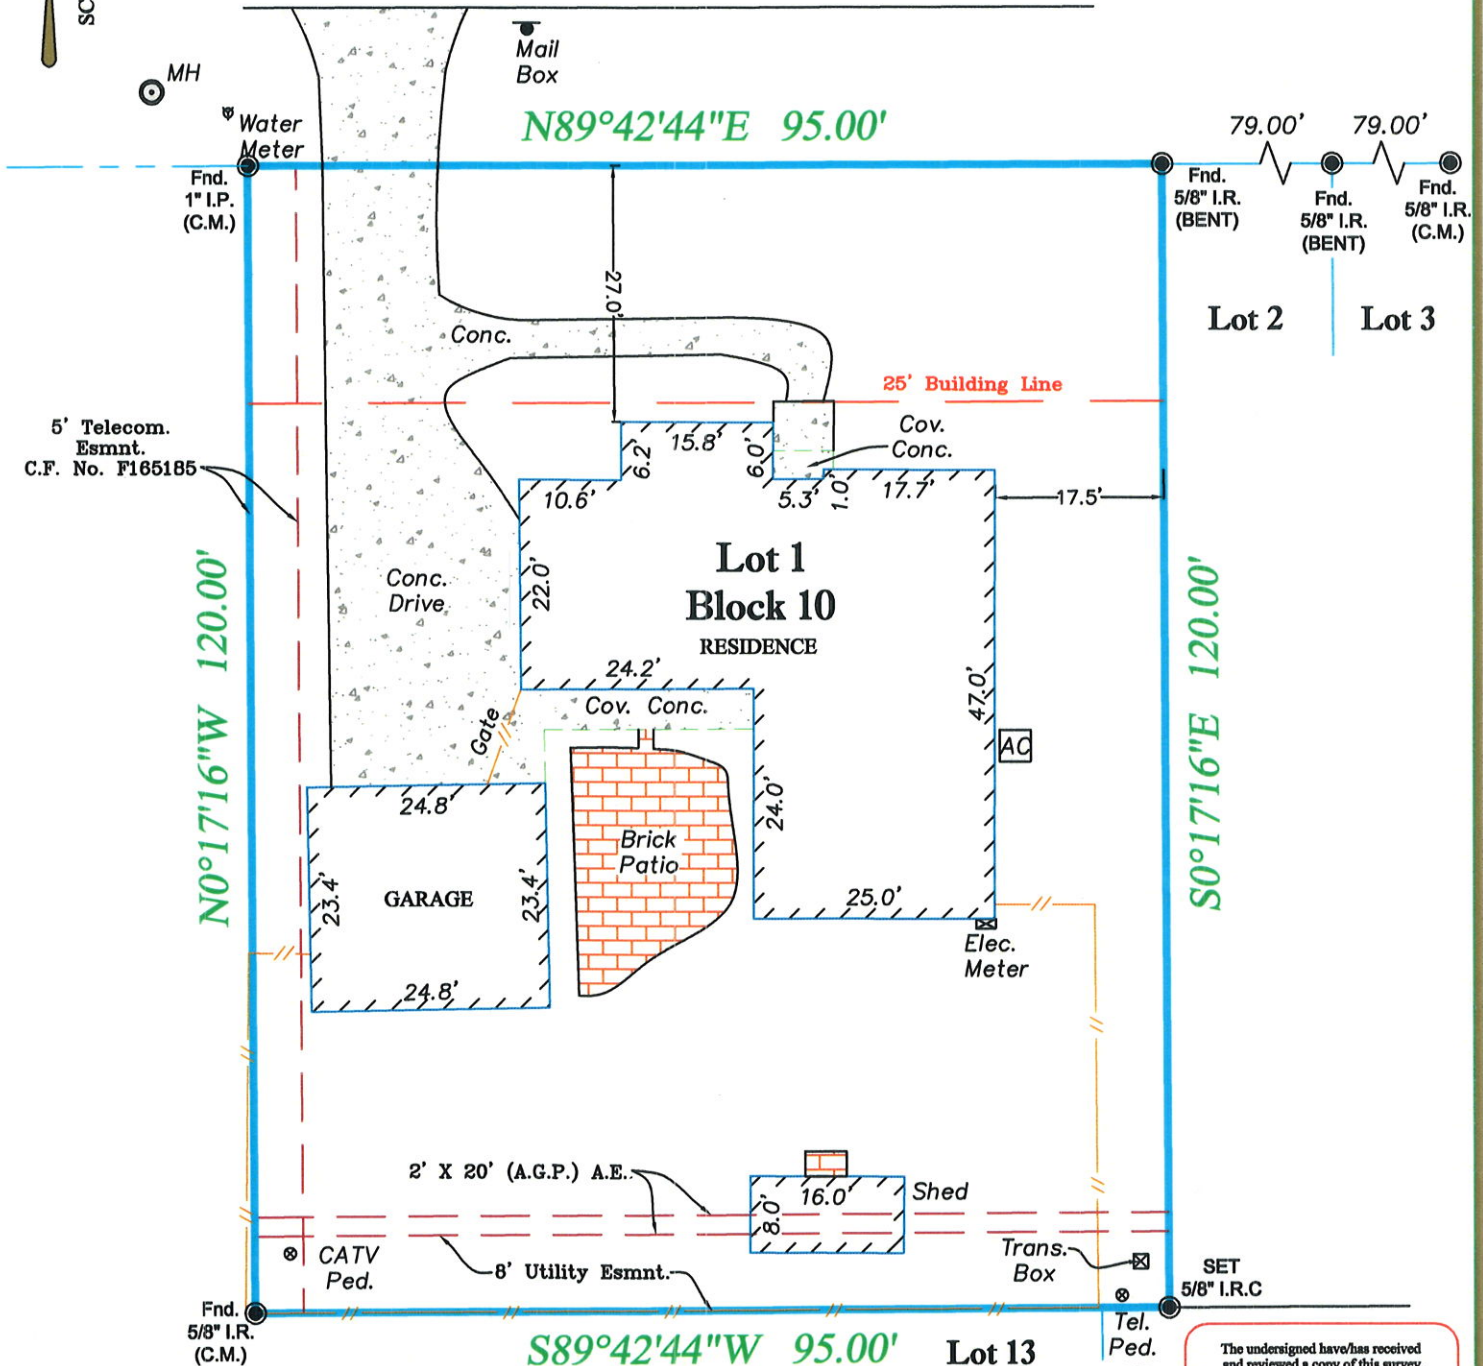 SC
MH
Mail
Box
Water
Meter
N89°42'44"E 95.00'
79.00' 79.00'
Fnd.
1" I.P.
(C.M.)
Fnd.
5/8" I.R.
(BENT)
Fnd.
5/8" I.R.
(BENT)
Fnd.
5/8" I.R.
(C.M.)
27.0'
Lot 2
Lot 3
Conc.
25' Building Line
5' Telecom.
Esmnt.
C.F. No. F165185
Cov.
Conc.
15.8'
6.2'
6.0'
10.6'
5.3'
1.0'
17.7'
17.5'
Lot 1
Block 10
RESIDENCE
Conc.
Drive
22.0'
N0°17'16"W 120.00'
S0°17'16"E 120.00'
24.2'
47.0'
Cov. Conc.
Gate
AC
24.8'
24.0'
Brick
Patio
GARAGE
23.4'
23.4'
25.0'
Elec.
Meter
24.8'
2' X 20' (A.G.P.) A.E.
16.0'
8.0'
Shed
CATV
Ped.
8' Utility Esmnt.
Trans.
Box
SET
5/8" I.R.C
Fnd.
5/8" I.R.
(C.M.)
Tel.
Ped.
S89°42'44"W 95.00'
Lot 13
The undersigned have/has received
and reviewed a copy of this survey